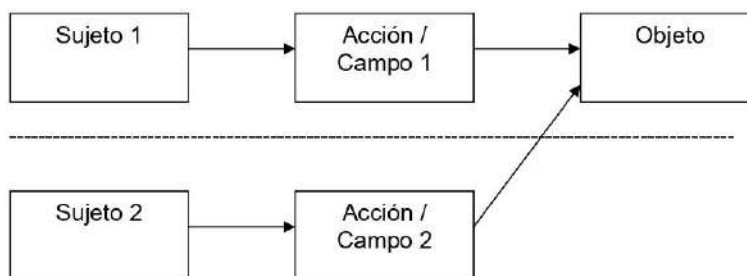 Sujeto 1
Acción /
Campo 1
Objeto
Sujeto 2
Acción /
Campo 2